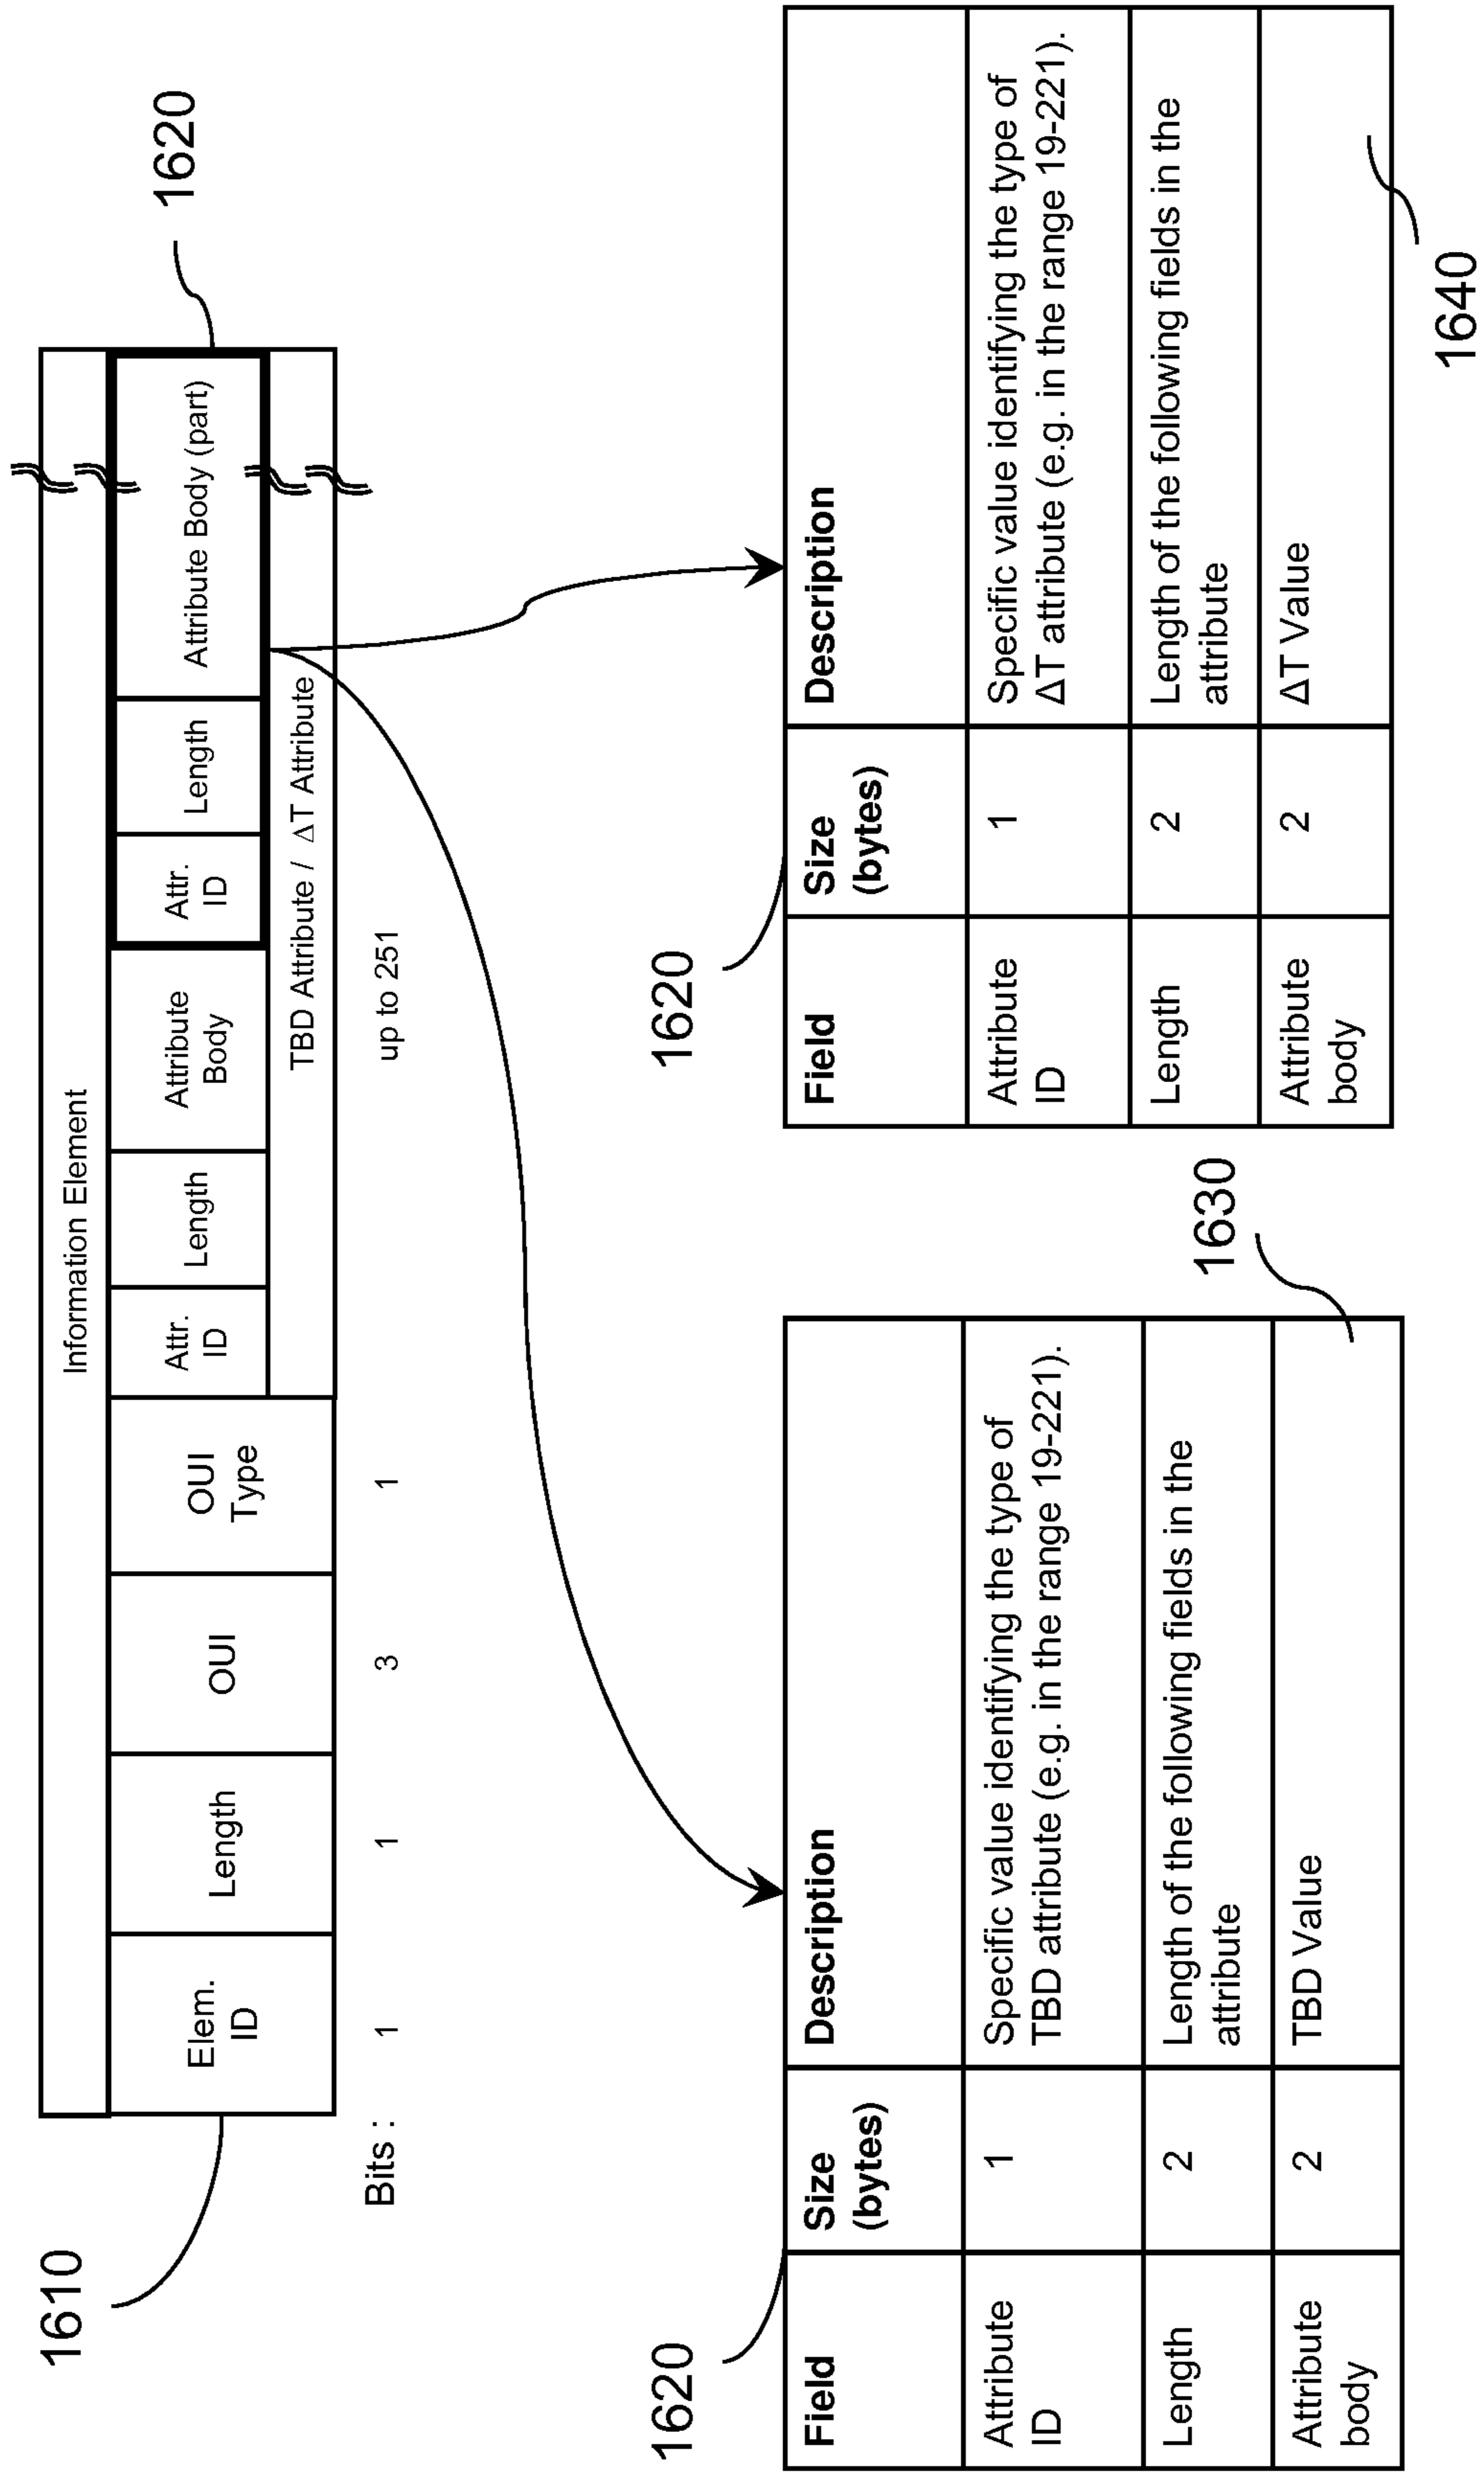 1610
1620
Information Element
Elem.
ID
Length
OUI
OUI
Type
Attr.
ID
Length
Attribute
Body
Attr.
ID
Length
Attribute Body (part)
TBD Attribute / ΔT Attribute
Bits :
1
1
3
1
up to 251
1620
Field
Size
(bytes)
Description
Attribute
ID
1
Specific value identifying the type of
TBD attribute (e.g. in the range 19-221).
Length
2
Length of the following fields in the
attribute
Attribute
body
2
TBD Value
1630
1620
Field
Size
(bytes)
Description
Attribute
ID
1
Specific value identifying the type of
ΔT attribute (e.g. in the range 19-221).
Length
2
Length of the following fields in the
attribute
Attribute
body
2
ΔT Value
1640